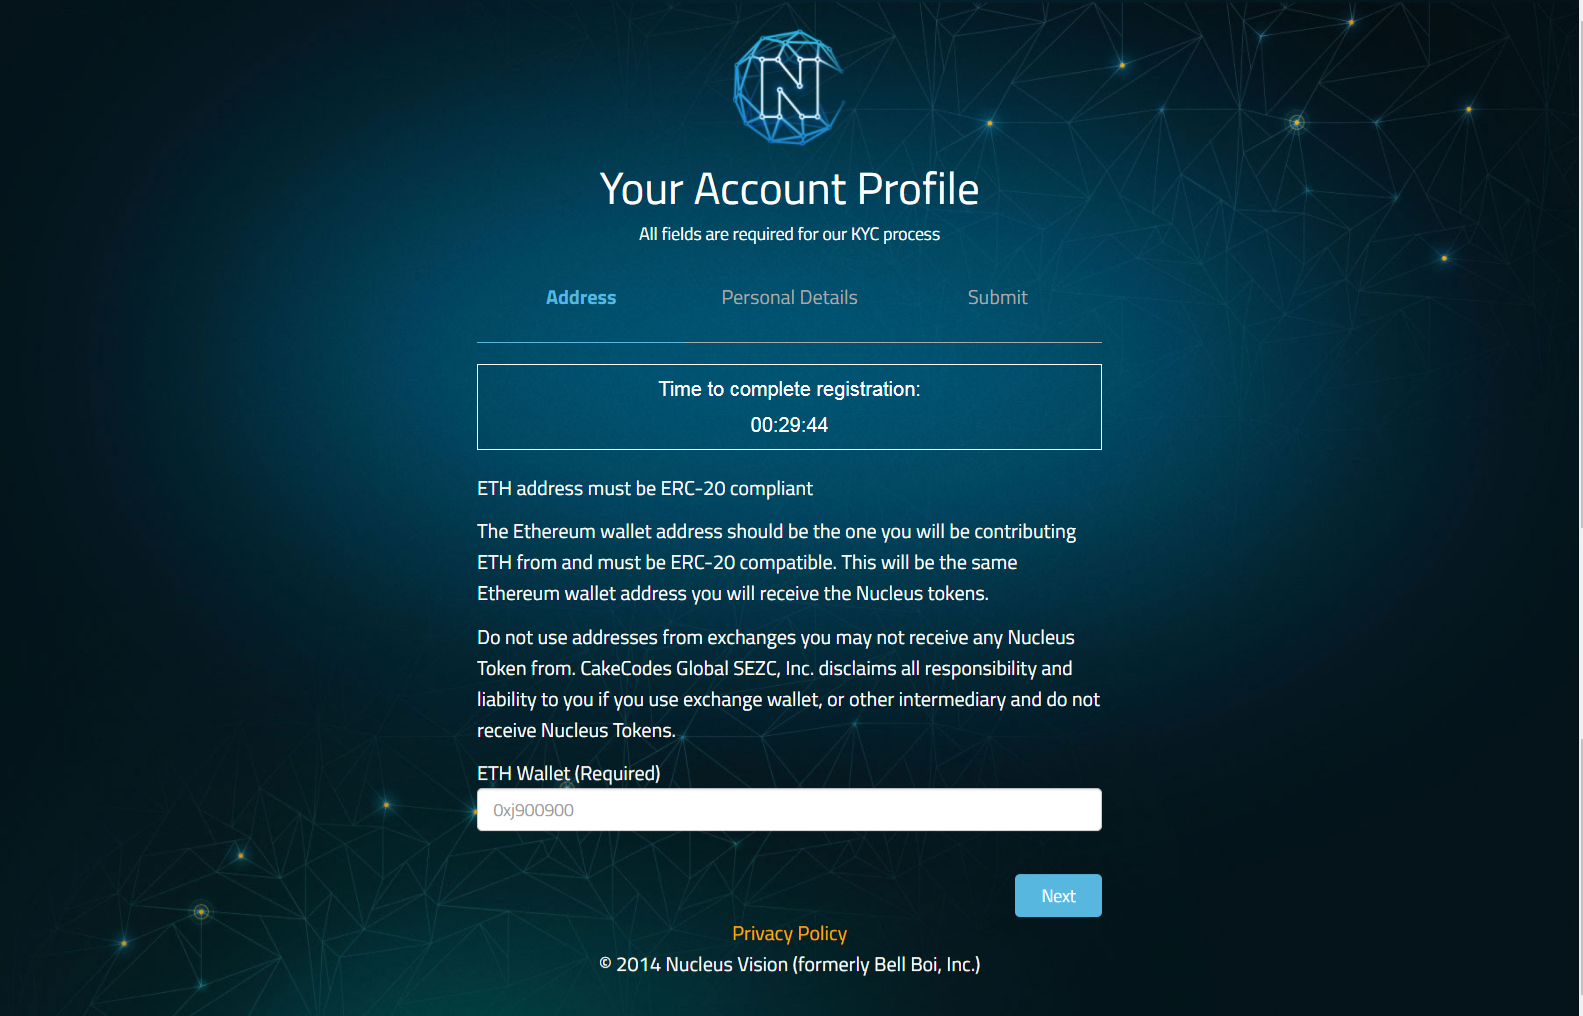 N
Your Account Profile
All fields are required for our KYC process
Address Personal Details Submit
Time to complete registration:
00:29:44
ETH address must be ERC-20 compliant
The Ethereum wallet address should be the one you will be contributing
ETH from and must be ERC-20 compatible. This will be the same
Ethereum wallet address you will receive the Nucleus tokens.
Do not use addresses from exchanges you may not receive any Nucleus
Token from. CakeCodes Global SEZC, Inc. disclaims all responsibility and
liability to you if you use exchange wallet, or other intermediary and do not
receive Nucleus Tokens.
ETH Wallet (Required)
0xj900900
Next
Privacy Policy
© 2014 Nucleus Vision (formerly Bell Boi, Inc.)